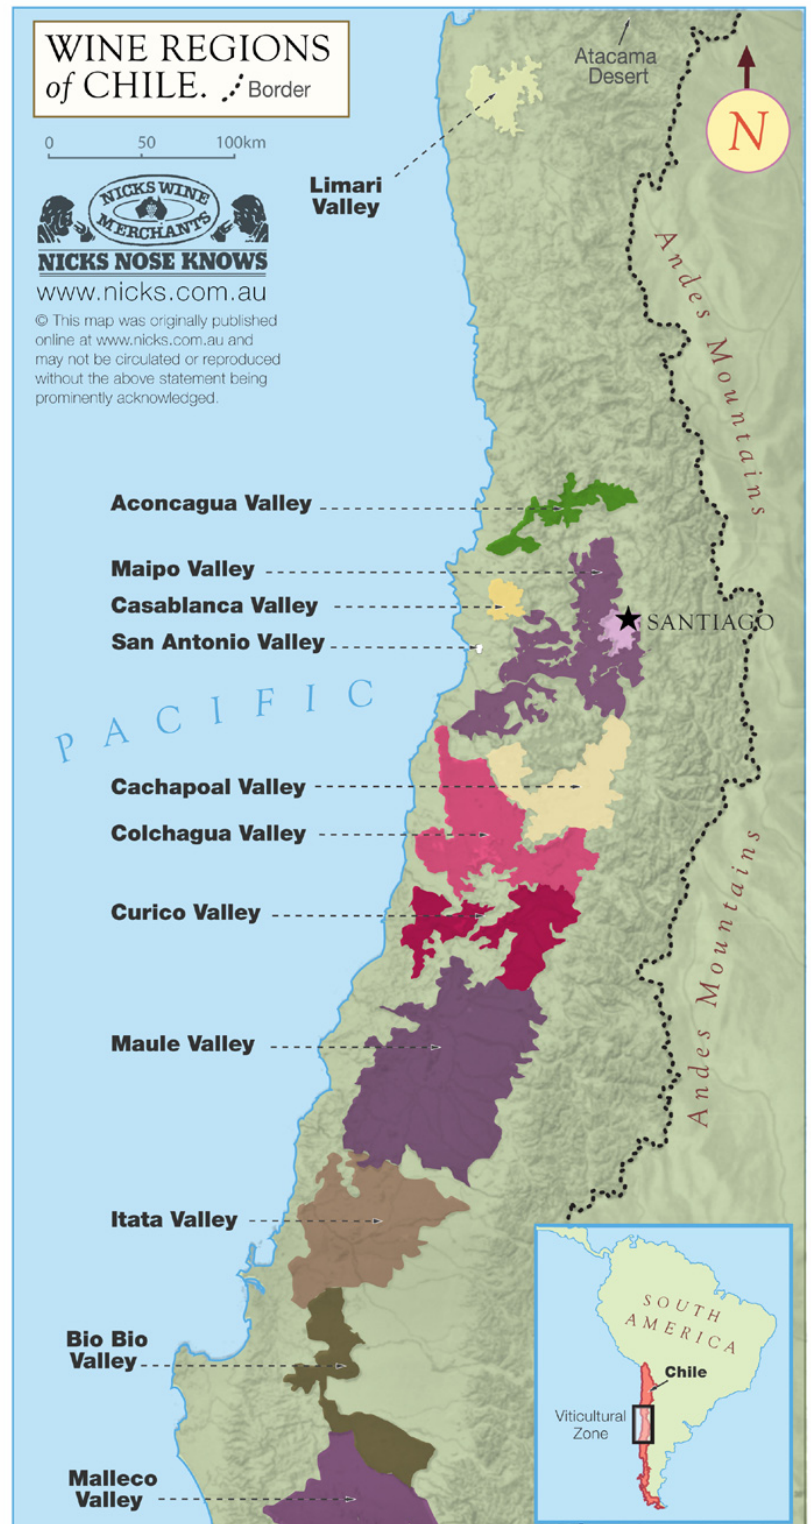 WINE REGIONS
of CHILE. Border
0 50 100km
NICKS WINE
MERCHANTS
NICKS NOSE KNOWS
www.nicks.com.au
© This map was originally published
online at www.nicks.com.au and
may not be circulated or reproduced
without the above statement being
prominently acknowledged.
Atacama
Desert
N
Limari
Valley
Andes Mountains
Aconcagua Valley
Maipo Valley
Casablanca Valley
SANTIAGO
San Antonio Valley
PACIFIC
Cachapoal Valley
Colchagua Valley
Curico Valley
Andes Mountains
Maule Valley
Itata Valley
Bio Bio
Valley
Malleco
Valley
SOUTH
AMERICA
Chile
Viticultural
Zone